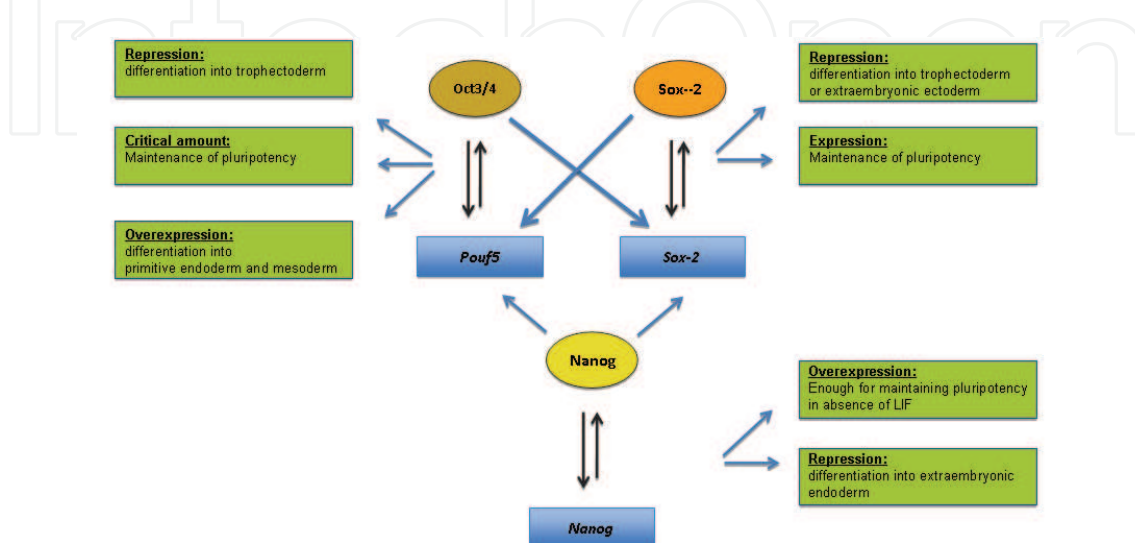 IntechOpen
Repression:
differentiation into trophectoderm
Critical amount:
Maintenance of pluripotency
Overexpression:
differentiation into
primitive endoderm and mesoderm
Oct3/4
Sox--2
Pouf5
Sox-2
Nanog
Nanog
Repression:
differentiation into trophectoderm
or extraembryonic ectoderm
Expression:
Maintenance of pluripotency
Overexpression:
Enough for maintaining pluripotency
in absence of LIF
Repression:
differentiation into extraembryonic
endoderm